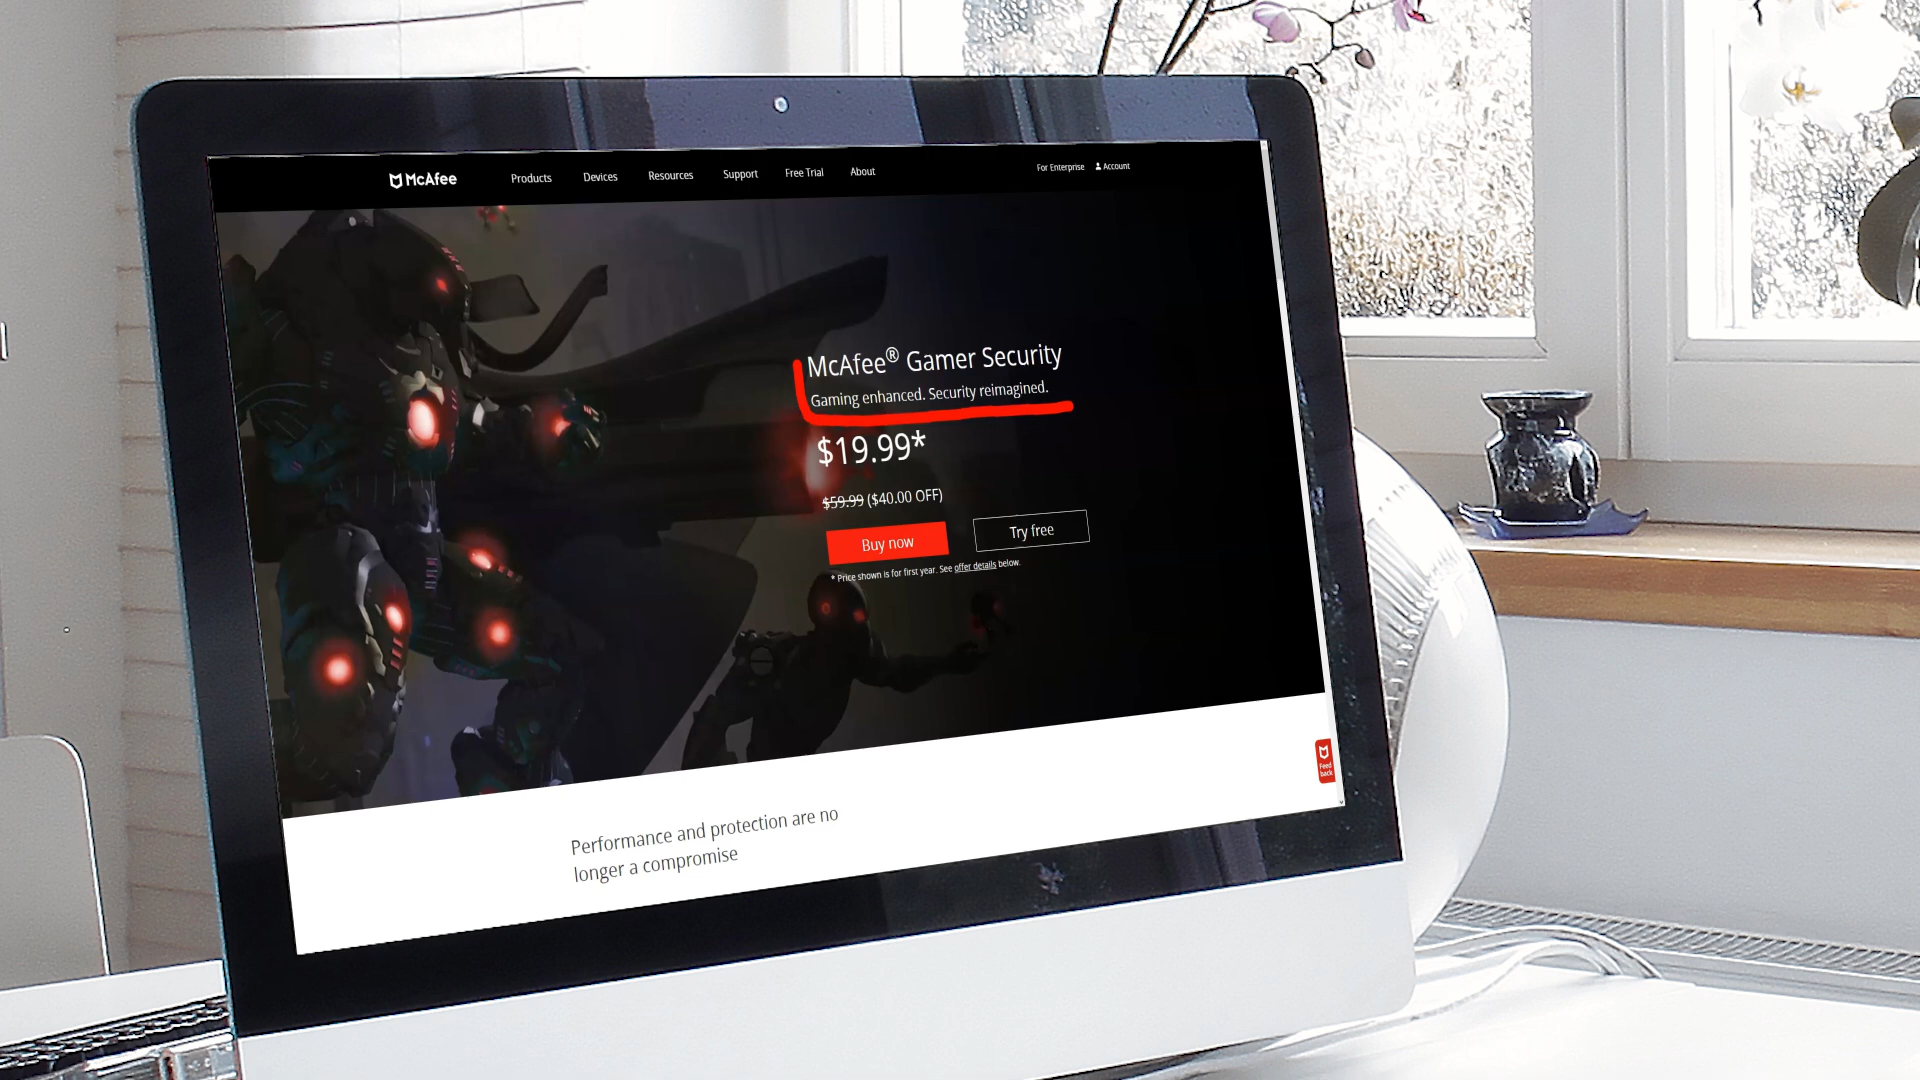 McAfee
Products Devices Resources Support Free Trial About
For Enterprise Account
McAfee® Gamer Security
Gaming enhanced. Security reimagined.
$19.99*
$59.99 ($40.00 OFF)
Buy now
Try free
* Price shown is for first year. See offer details below.
Performance and protection are no
longer a compromise
Feed
back